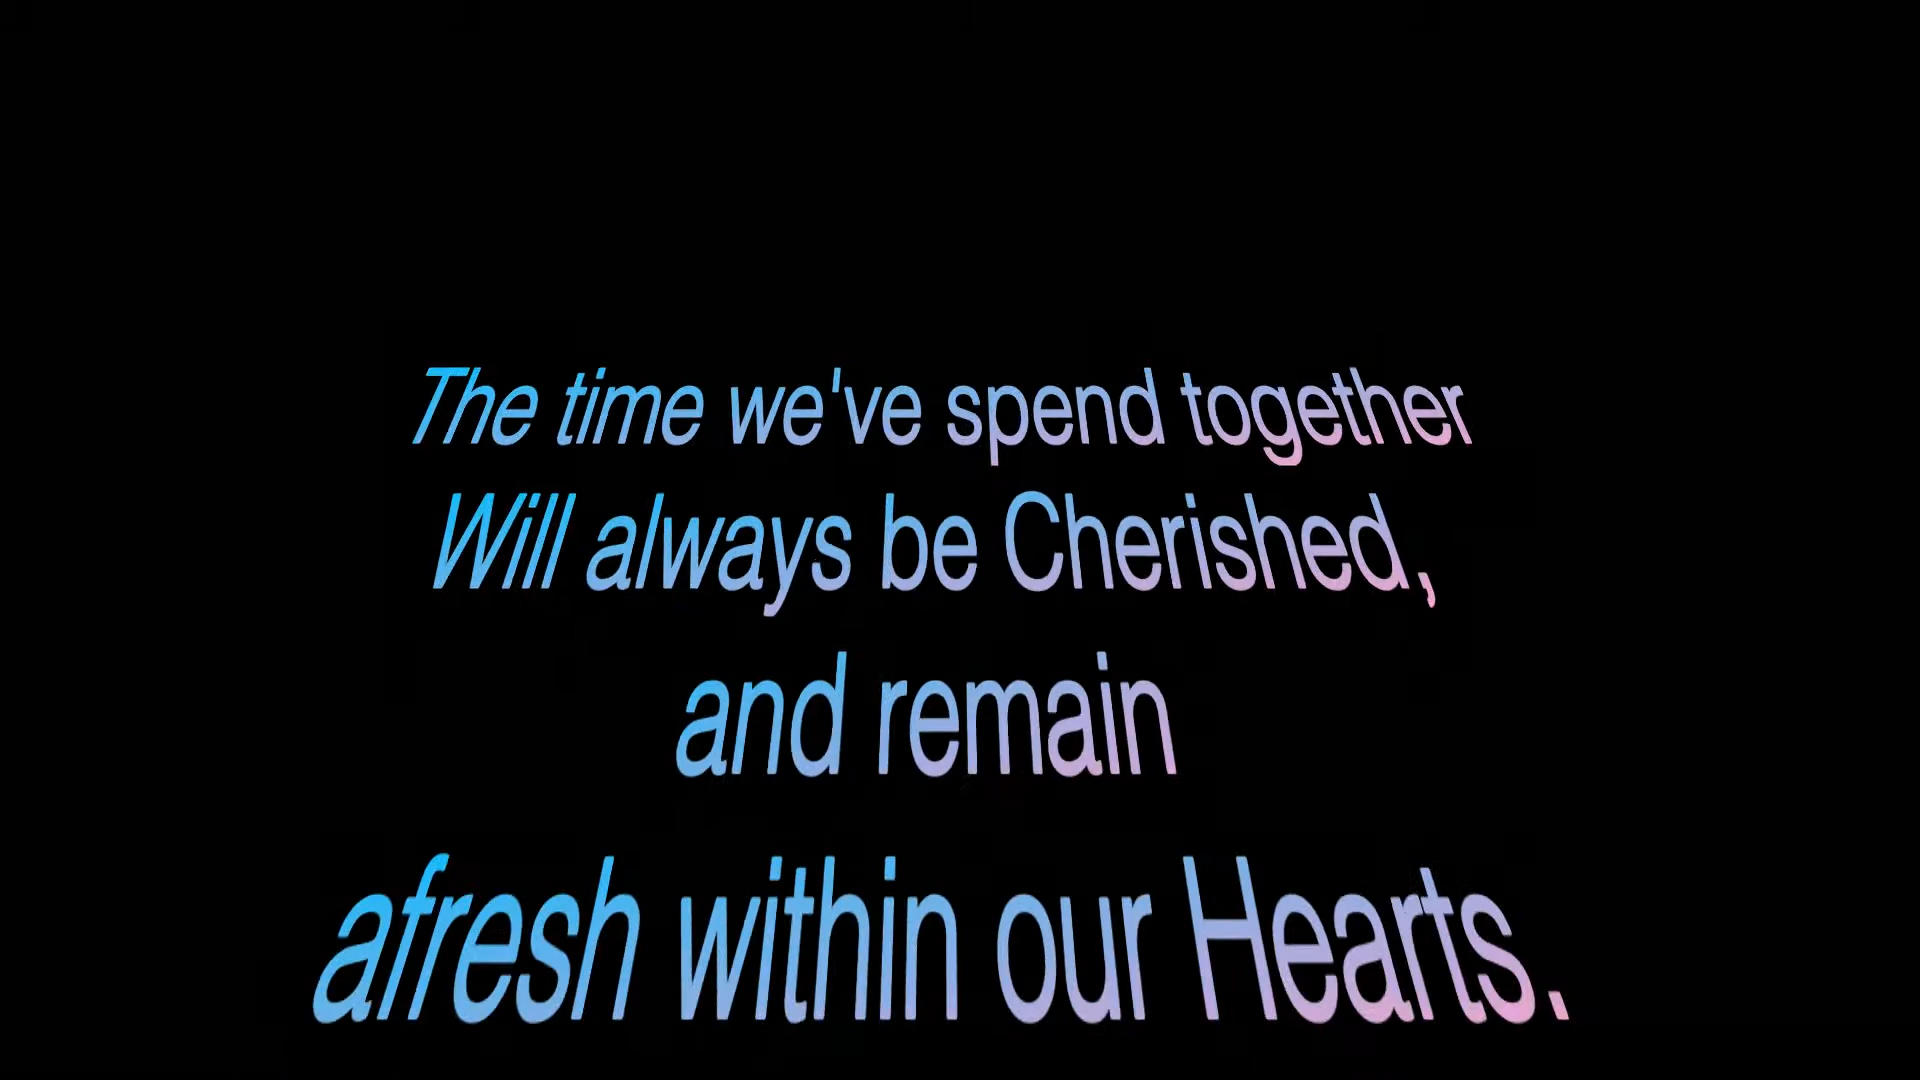 The time we've spend together
Will always be Cherished,
and remain
afresh within our Hearts.